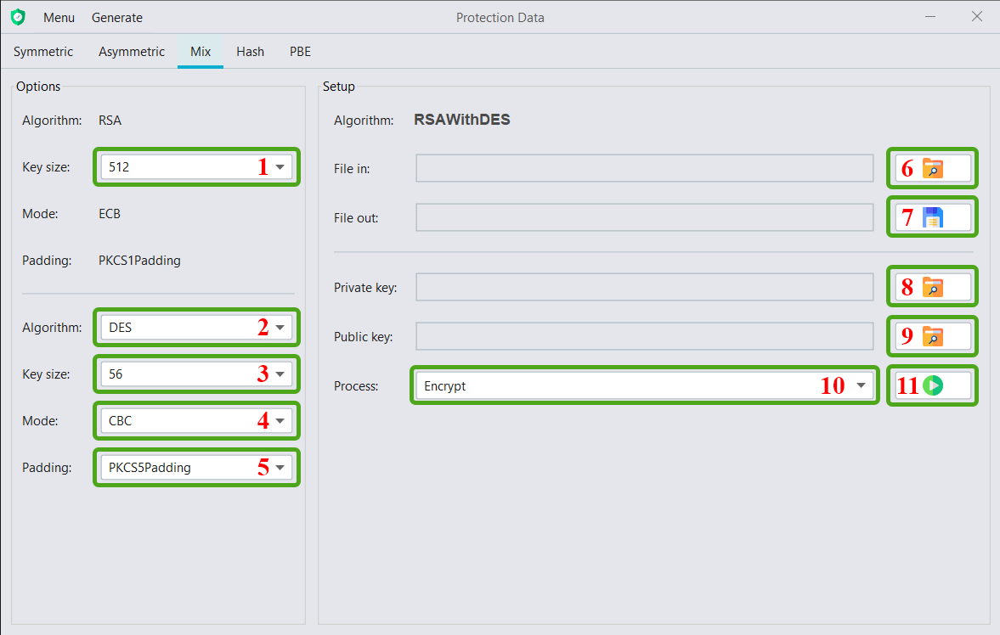 Menu Generate Protection Data
Symmetric Asymmetric Mix Hash PBE
Options
Algorithm: RSA
Key size: 512 1
Mode: ECB
Padding: PKCS1Padding
Algorithm: DES 2
Key size: 56 3
Mode: CBC 4
Padding: PKCS5Padding 5
Setup
Algorithm: RSAWithDES
File in: 6
File out: 7
Private key: 8
Public key: 9
Process: Encrypt 10 11